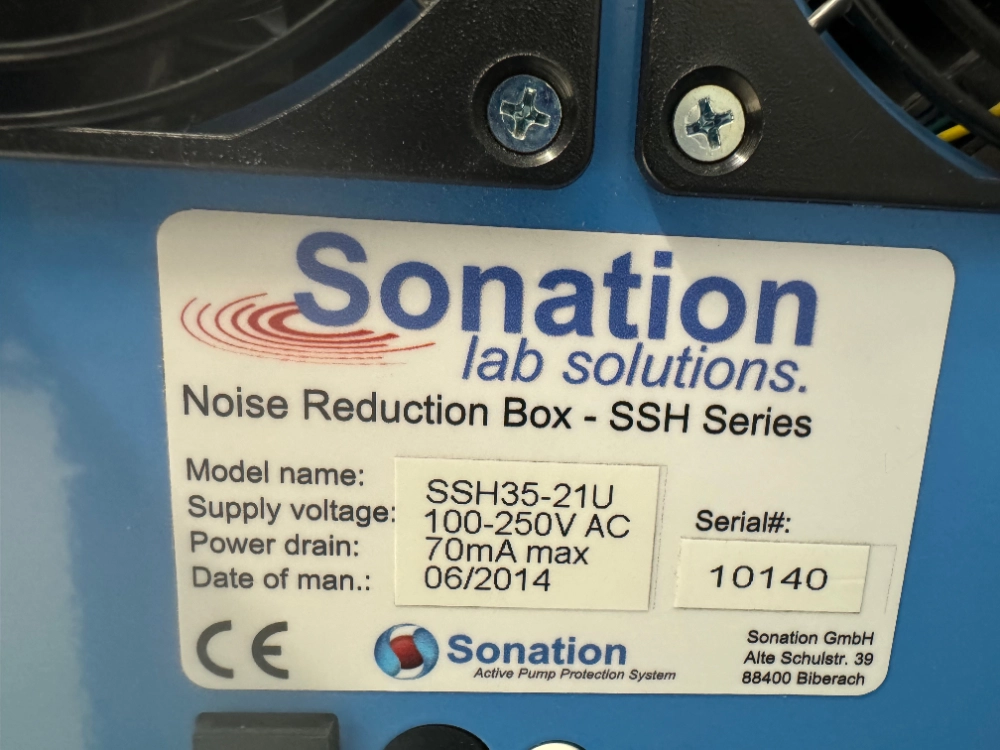 Sonation
lab solutions.
Noise Reduction Box - SSH Series
Model name: SSH35-21U
Supply voltage: 100-250V AC
Power drain: 70mA max
Date of man.: 06/2014
Serial#:
10140
CE
Sonation
Active Pump Protection System
Sonation GmbH
Alte Schulstr. 39
88400 Biberach